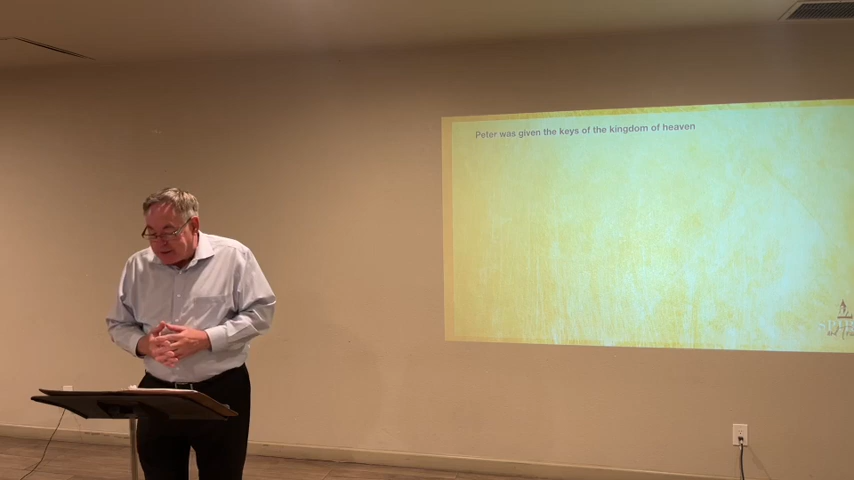 Peter was given the keys of the kingdom of heaven